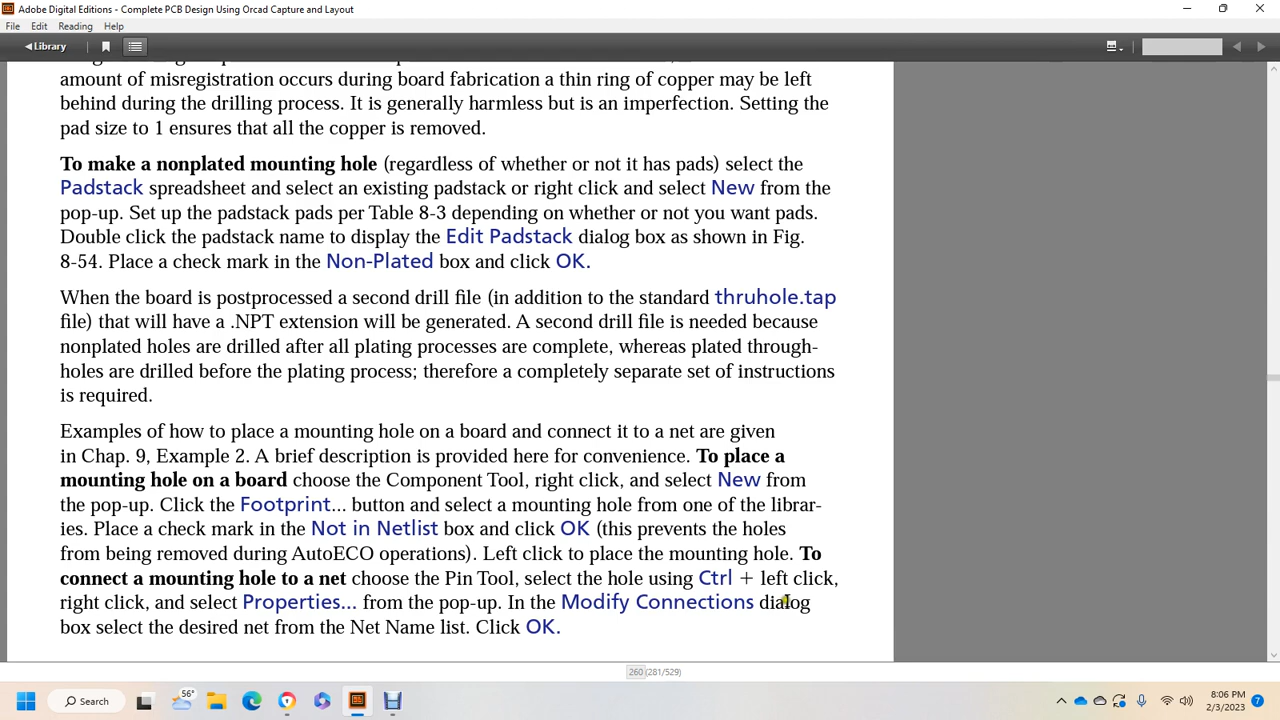 Adobe Digital Editions - Complete PCB Design Using Orcad Capture and Layout
File Edit Reading Help
Library
amount of misregistration occurs during board fabrication a thin ring of copper may be left
behind during the drilling process. It is generally harmless but is an imperfection. Setting the
pad size to 1 ensures that all the copper is removed.
To make a nonplated mounting hole (regardless of whether or not it has pads) select the
Padstack spreadsheet and select an existing padstack or right click and select New from the
pop-up. Set up the padstack pads per Table 8-3 depending on whether or not you want pads.
Double click the padstack name to display the Edit Padstack dialog box as shown in Fig.
8-54. Place a check mark in the Non-Plated box and click OK.
When the board is postprocessed a second drill file (in addition to the standard thruhole.tap
file) that will have a .NPT extension will be generated. A second drill file is needed because
nonplated holes are drilled after all plating processes are complete, whereas plated through-
holes are drilled before the plating process; therefore a completely separate set of instructions
is required.
Examples of how to place a mounting hole on a board and connect it to a net are given
in Chap. 9, Example 2. A brief description is provided here for convenience. To place a
mounting hole on a board choose the Component Tool, right click, and select New from
the pop-up. Click the Footprint... button and select a mounting hole from one of the librar-
ies. Place a check mark in the Not in Netlist box and click OK (this prevents the holes
from being removed during AutoECO operations). Left click to place the mounting hole. To
connect a mounting hole to a net choose the Pin Tool, select the hole using Ctrl + left click,
right click, and select Properties... from the pop-up. In the Modify Connections dialog
box select the desired net from the Net Name list. Click OK.
260 (281/529)
Search
56°
8:06 PM
2/3/2023
7